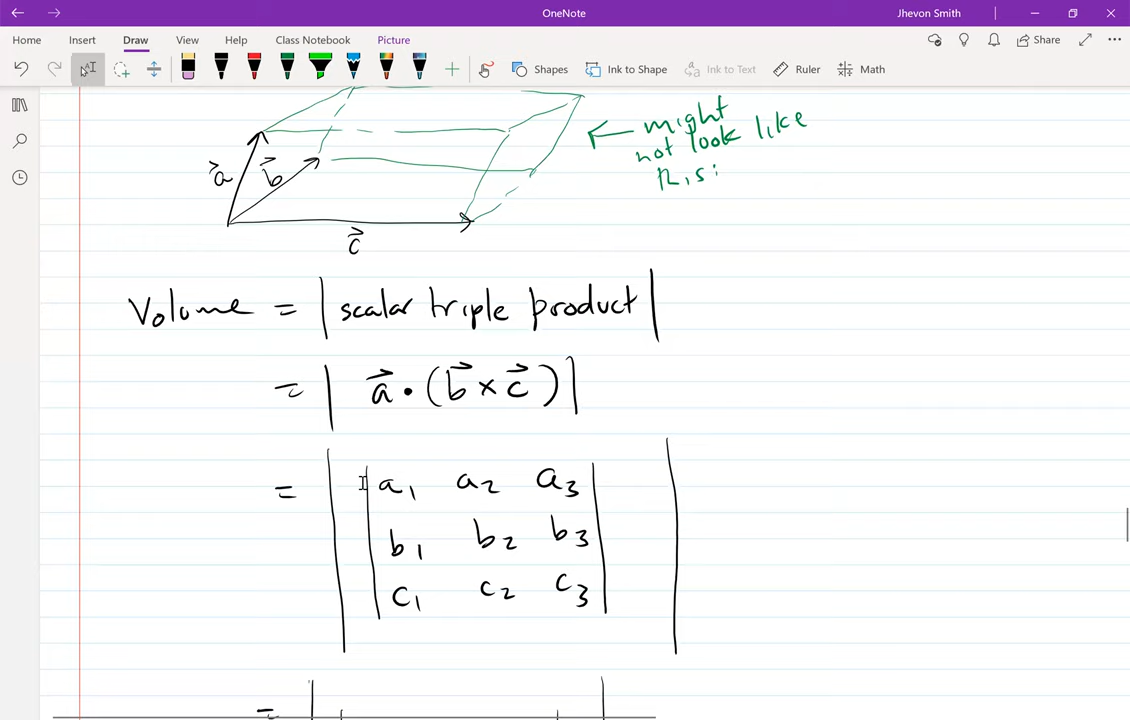 OneNote
Jhevon Smith
Home Insert Draw View Help Class Notebook Picture
Share
Shapes Ink to Shape Ink to Text Ruler Math
might
not look like
this
a⃗ b⃗
c⃗
Volume = | scalar triple product |
= | a⃗ • (b⃗ × c⃗) |
= | | a₁ a₂ a₃ | |
b₁ b₂ b₃
c₁ c₂ c₃
=